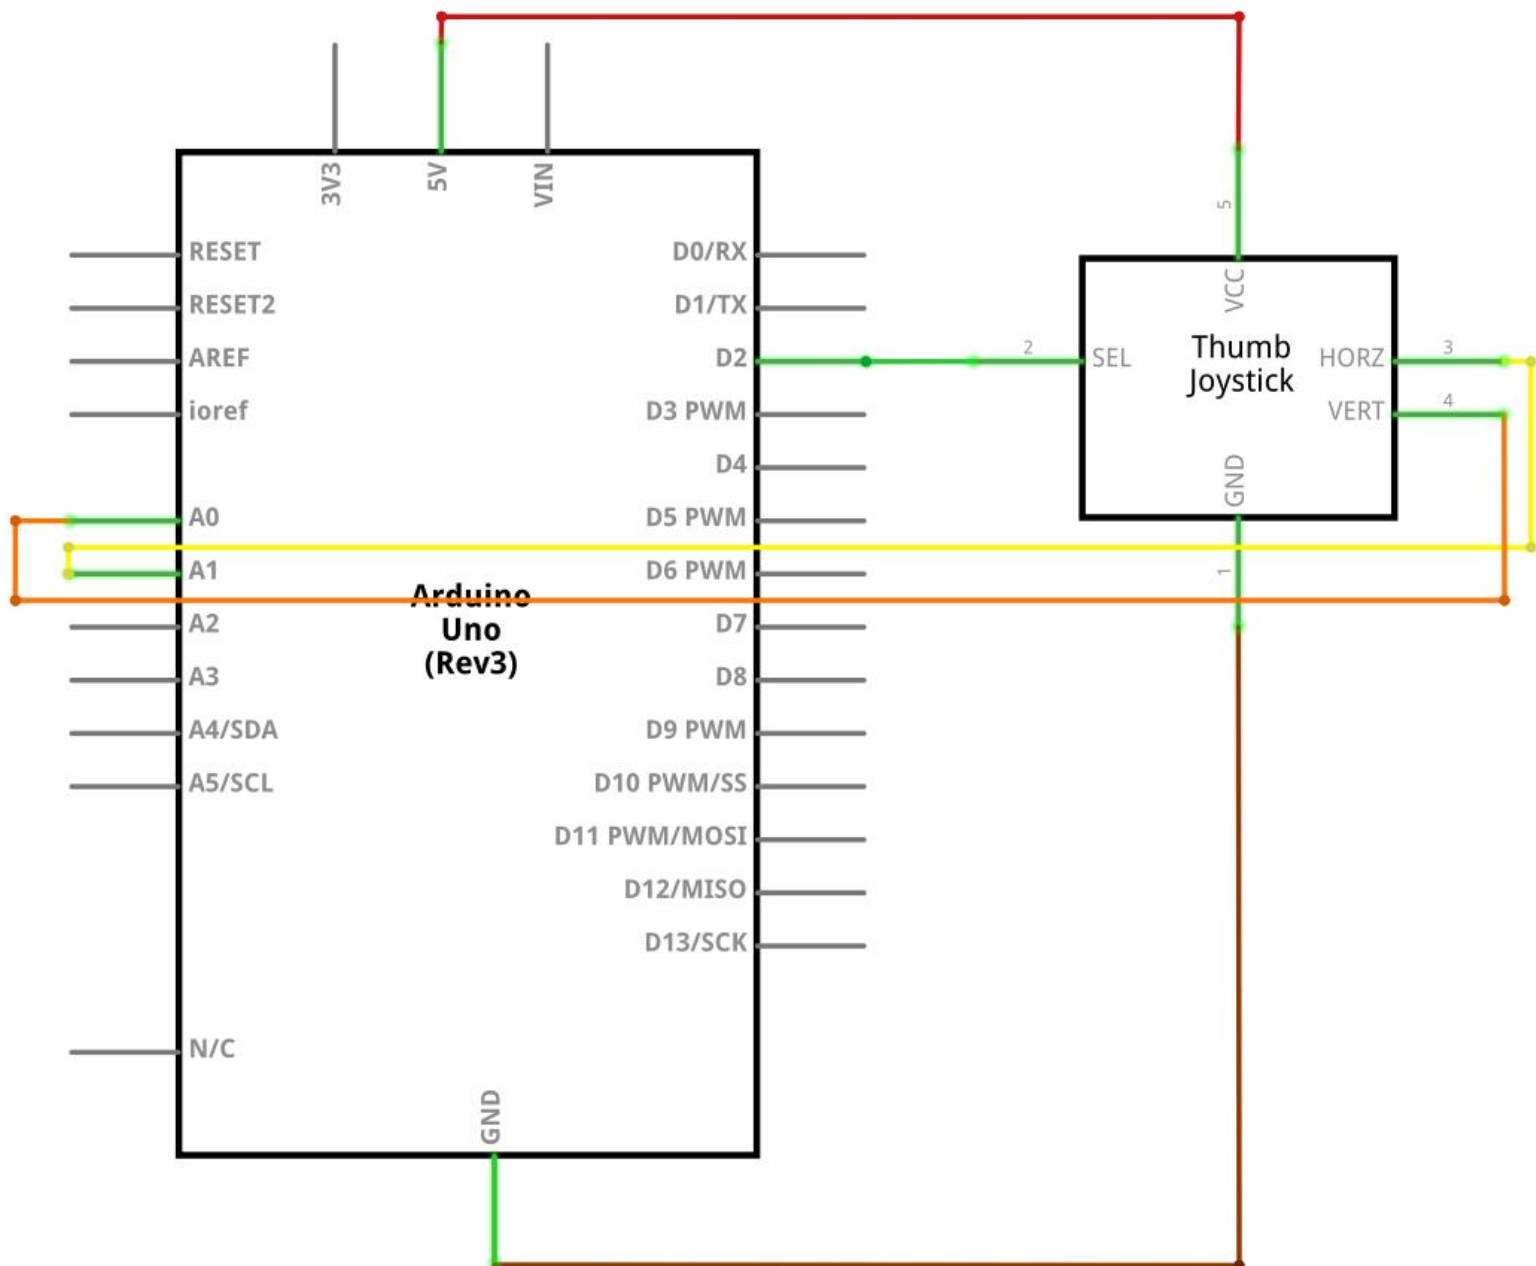 3V3
5V
VIN
RESET
RESET2
AREF
ioref
A0
A1
A2
A3
A4/SDA
A5/SCL
N/C
D0/RX
D1/TX
D2
D3 PWM
D4
D5 PWM
D6 PWM
D7
D8
D9 PWM
D10 PWM/SS
D11 PWM/MOSI
D12/MISO
D13/SCK
Arduino
Uno
(Rev3)
GND
5
VCC
2
SEL
Thumb
Joystick
HORZ
3
VERT
4
GND
1